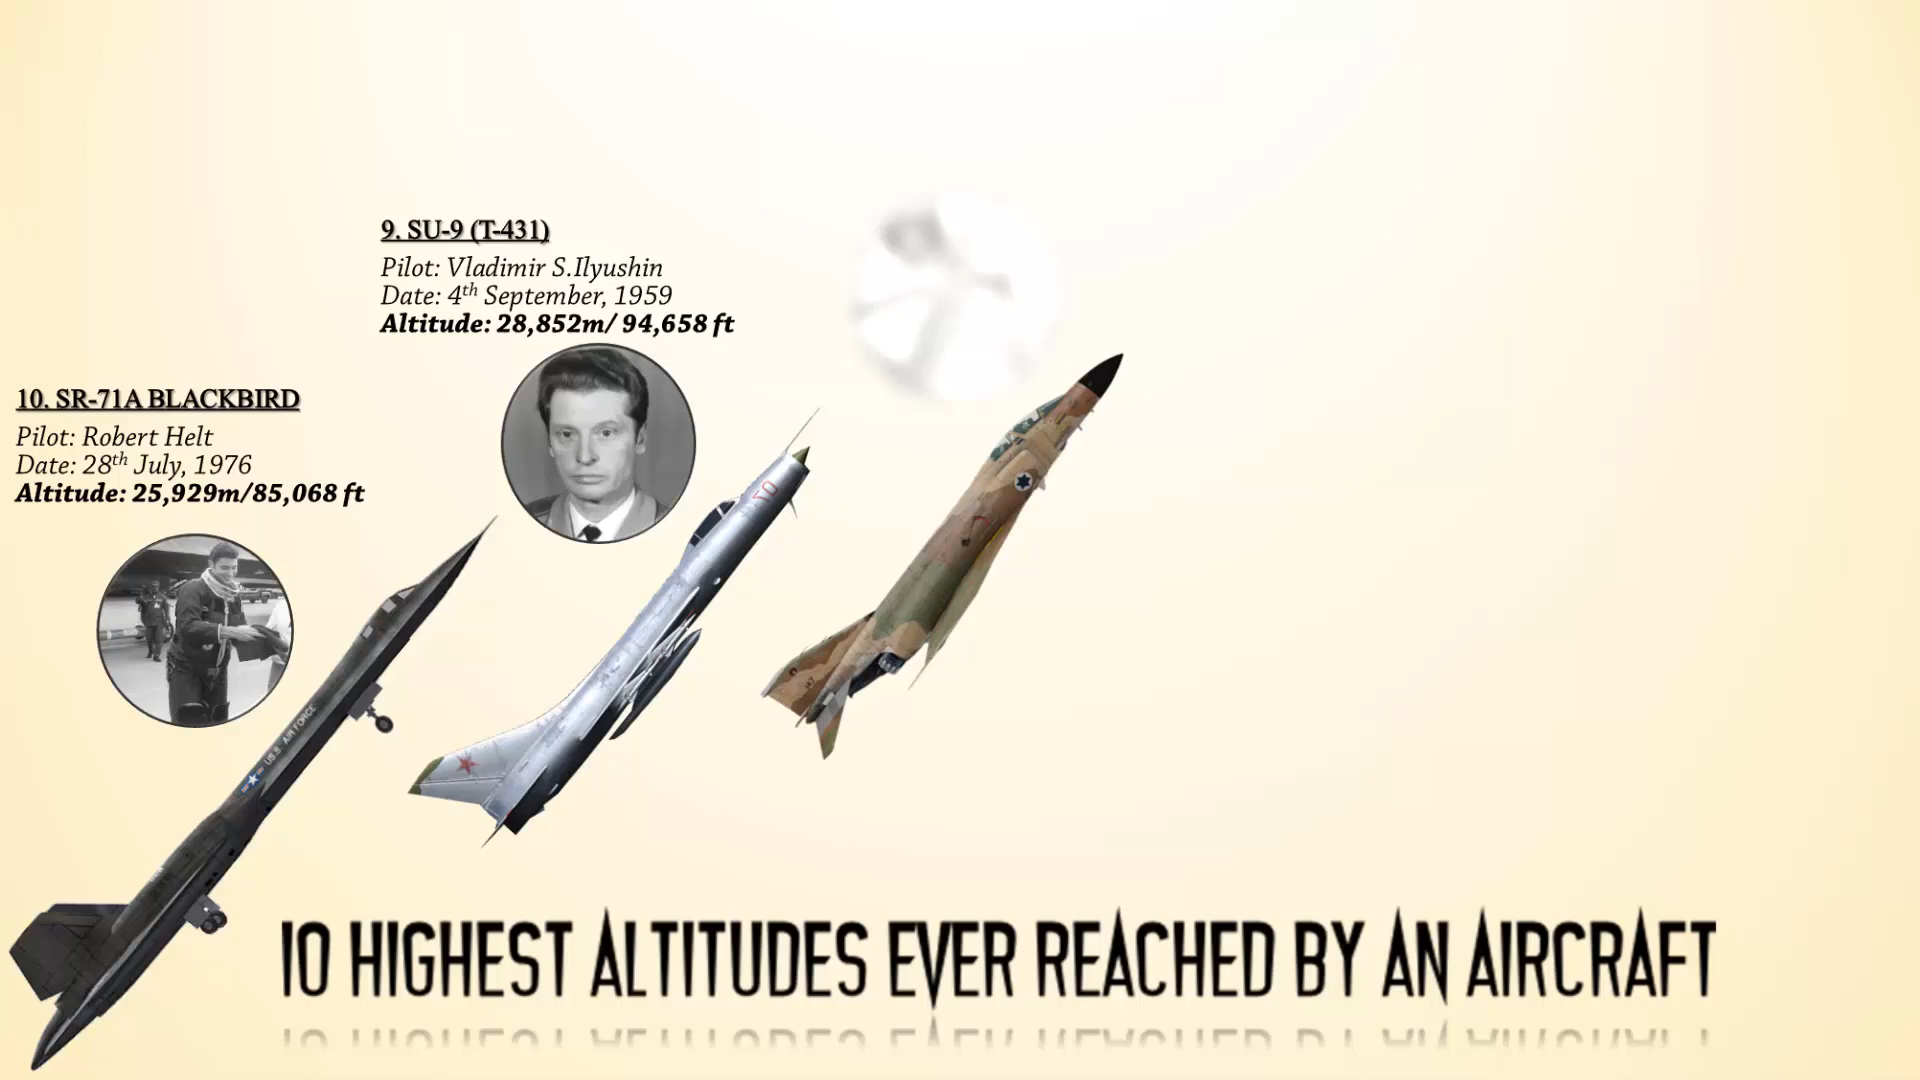 9. SU-9 (T-431)
Pilot: Vladimir S.Ilyushin
Date: 4th September, 1959
Altitude: 28,852m/ 94,658 ft
10. SR-71A BLACKBIRD
Pilot: Robert Helt
Date: 28th July, 1976
Altitude: 25,929m/85,068 ft
U.S. AIR FORCE
10 HIGHEST ALTITUDES EVER REACHED BY AN AIRCRAFT